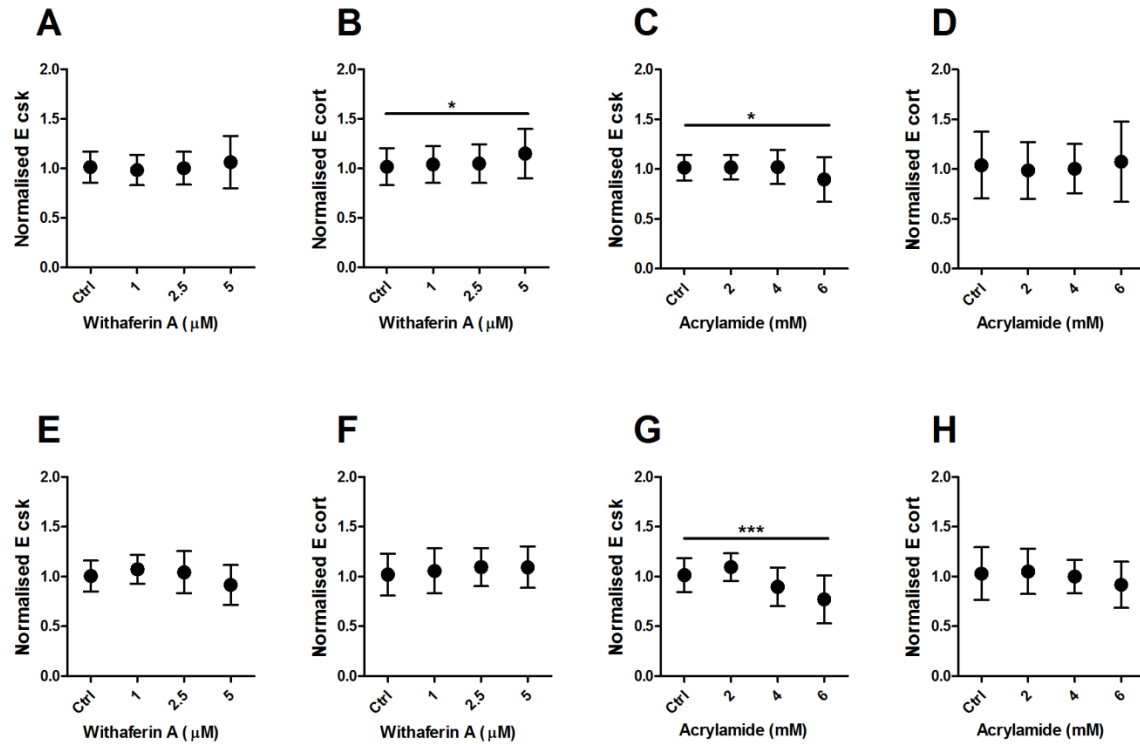 A
B
C
D
2.0
1.5
1.0
0.5
0.0
Normalised E csk
Ctrl
1
2.5
5
Withaferin A ( μM)
2.0
1.5
1.0
0.5
0.0
Normalised E cort
*
Ctrl
1
2.5
5
Withaferin A ( μM)
2.0
1.5
1.0
0.5
0.0
Normalised E csk
*
Ctrl
2
4
6
Acrylamide (mM)
2.0
1.5
1.0
0.5
0.0
Normalised E cort
Ctrl
2
4
6
Acrylamide (mM)
E
F
G
H
2.0
1.5
1.0
0.5
0.0
Normalised E csk
Ctrl
1
2.5
5
Withaferin A ( μM)
2.0
1.5
1.0
0.5
0.0
Normalised E cort
Ctrl
1
2.5
5
Withaferin A ( μM)
2.0
1.5
1.0
0.5
0.0
Normalised E csk
***
Ctrl
2
4
6
Acrylamide (mM)
2.0
1.5
1.0
0.5
0.0
Normalised E cort
Ctrl
2
4
6
Acrylamide (mM)